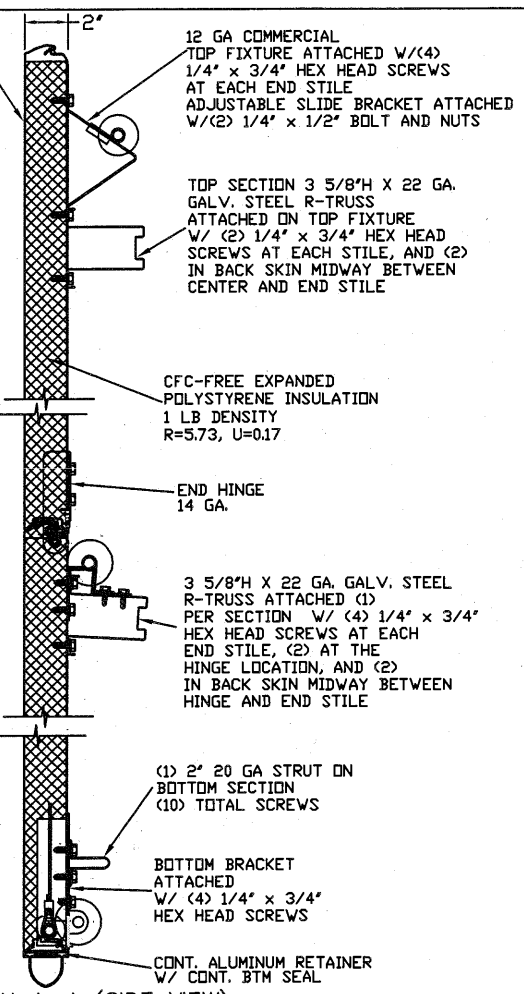 2"
12 GA COMMERCIAL
TOP FIXTURE ATTACHED W/(4)
1/4" x 3/4" HEX HEAD SCREWS
AT EACH END STILE
ADJUSTABLE SLIDE BRACKET ATTACHED
W/(2) 1/4" x 1/2" BOLT AND NUTS
TOP SECTION 3 5/8"H X 22 GA.
GALV. STEEL R-TRUSS
ATTACHED ON TOP FIXTURE
W/ (2) 1/4" x 3/4" HEX HEAD
SCREWS AT EACH STILE, AND (2)
IN BACK SKIN MIDWAY BETWEEN
CENTER AND END STILE
CFC-FREE EXPANDED
POLYSTYRENE INSULATION
1 LB DENSITY
R=5.73, U=0.17
END HINGE
14 GA.
3 5/8"H X 22 GA. GALV. STEEL
R-TRUSS ATTACHED (1)
PER SECTION W/ (4) 1/4" x 3/4"
HEX HEAD SCREWS AT EACH
END STILE, (2) AT THE
HINGE LOCATION, AND (2)
IN BACK SKIN MIDWAY BETWEEN
HINGE AND END STILE
(1) 2" 20 GA STRUT ON
BOTTOM SECTION
(10) TOTAL SCREWS
BOTTOM BRACKET
ATTACHED
W/ (4) 1/4" x 3/4"
HEX HEAD SCREWS
CONT. ALUMINUM RETAINER
W/ CONT. BTM SEAL
(SIDE VIEW)